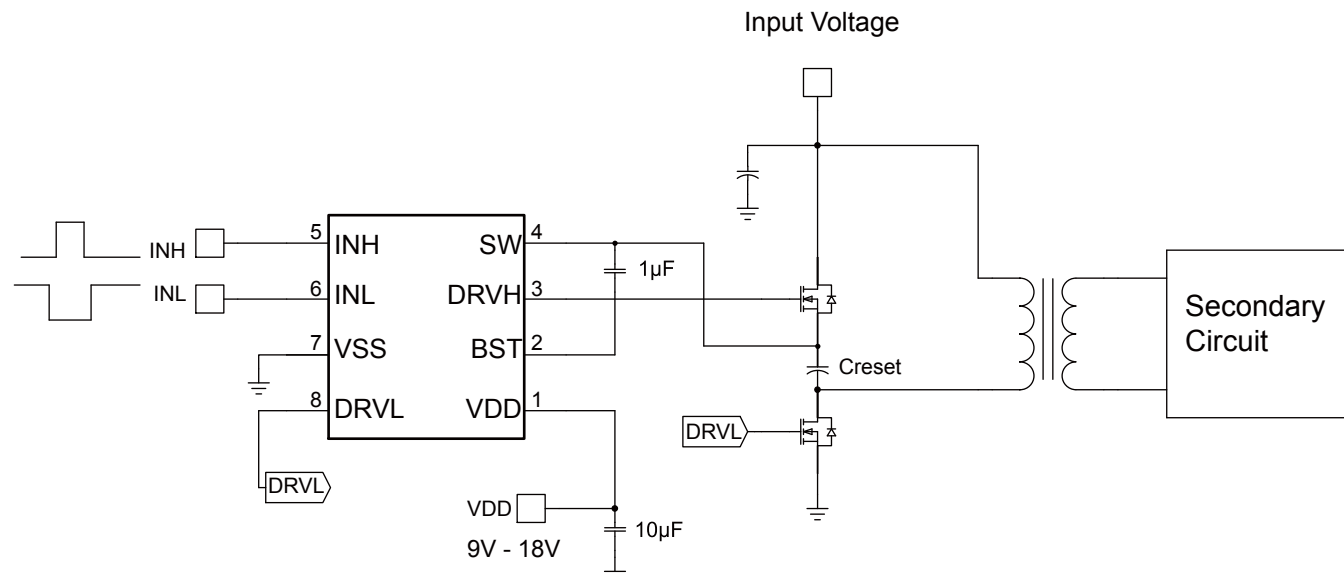 Input Voltage
5
INH
SW
4
INH
1µF
6
INL
DRVH
3
INL
7
VSS
BST
2
Creset
8
DRVL
VDD
1
DRVL
DRVL
VDD
10µF
9V - 18V
Secondary
Circuit